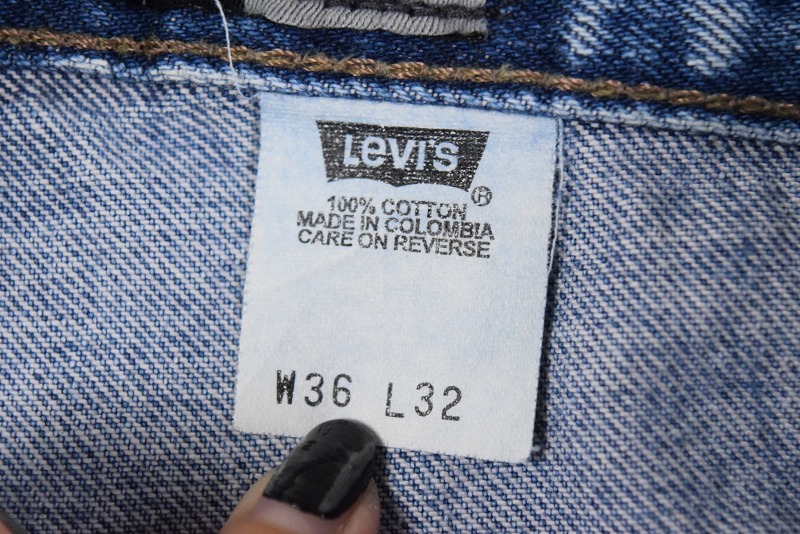 Levi's
®
100% COTTON
MADE IN COLOMBIA
CARE ON REVERSE
W36 L32